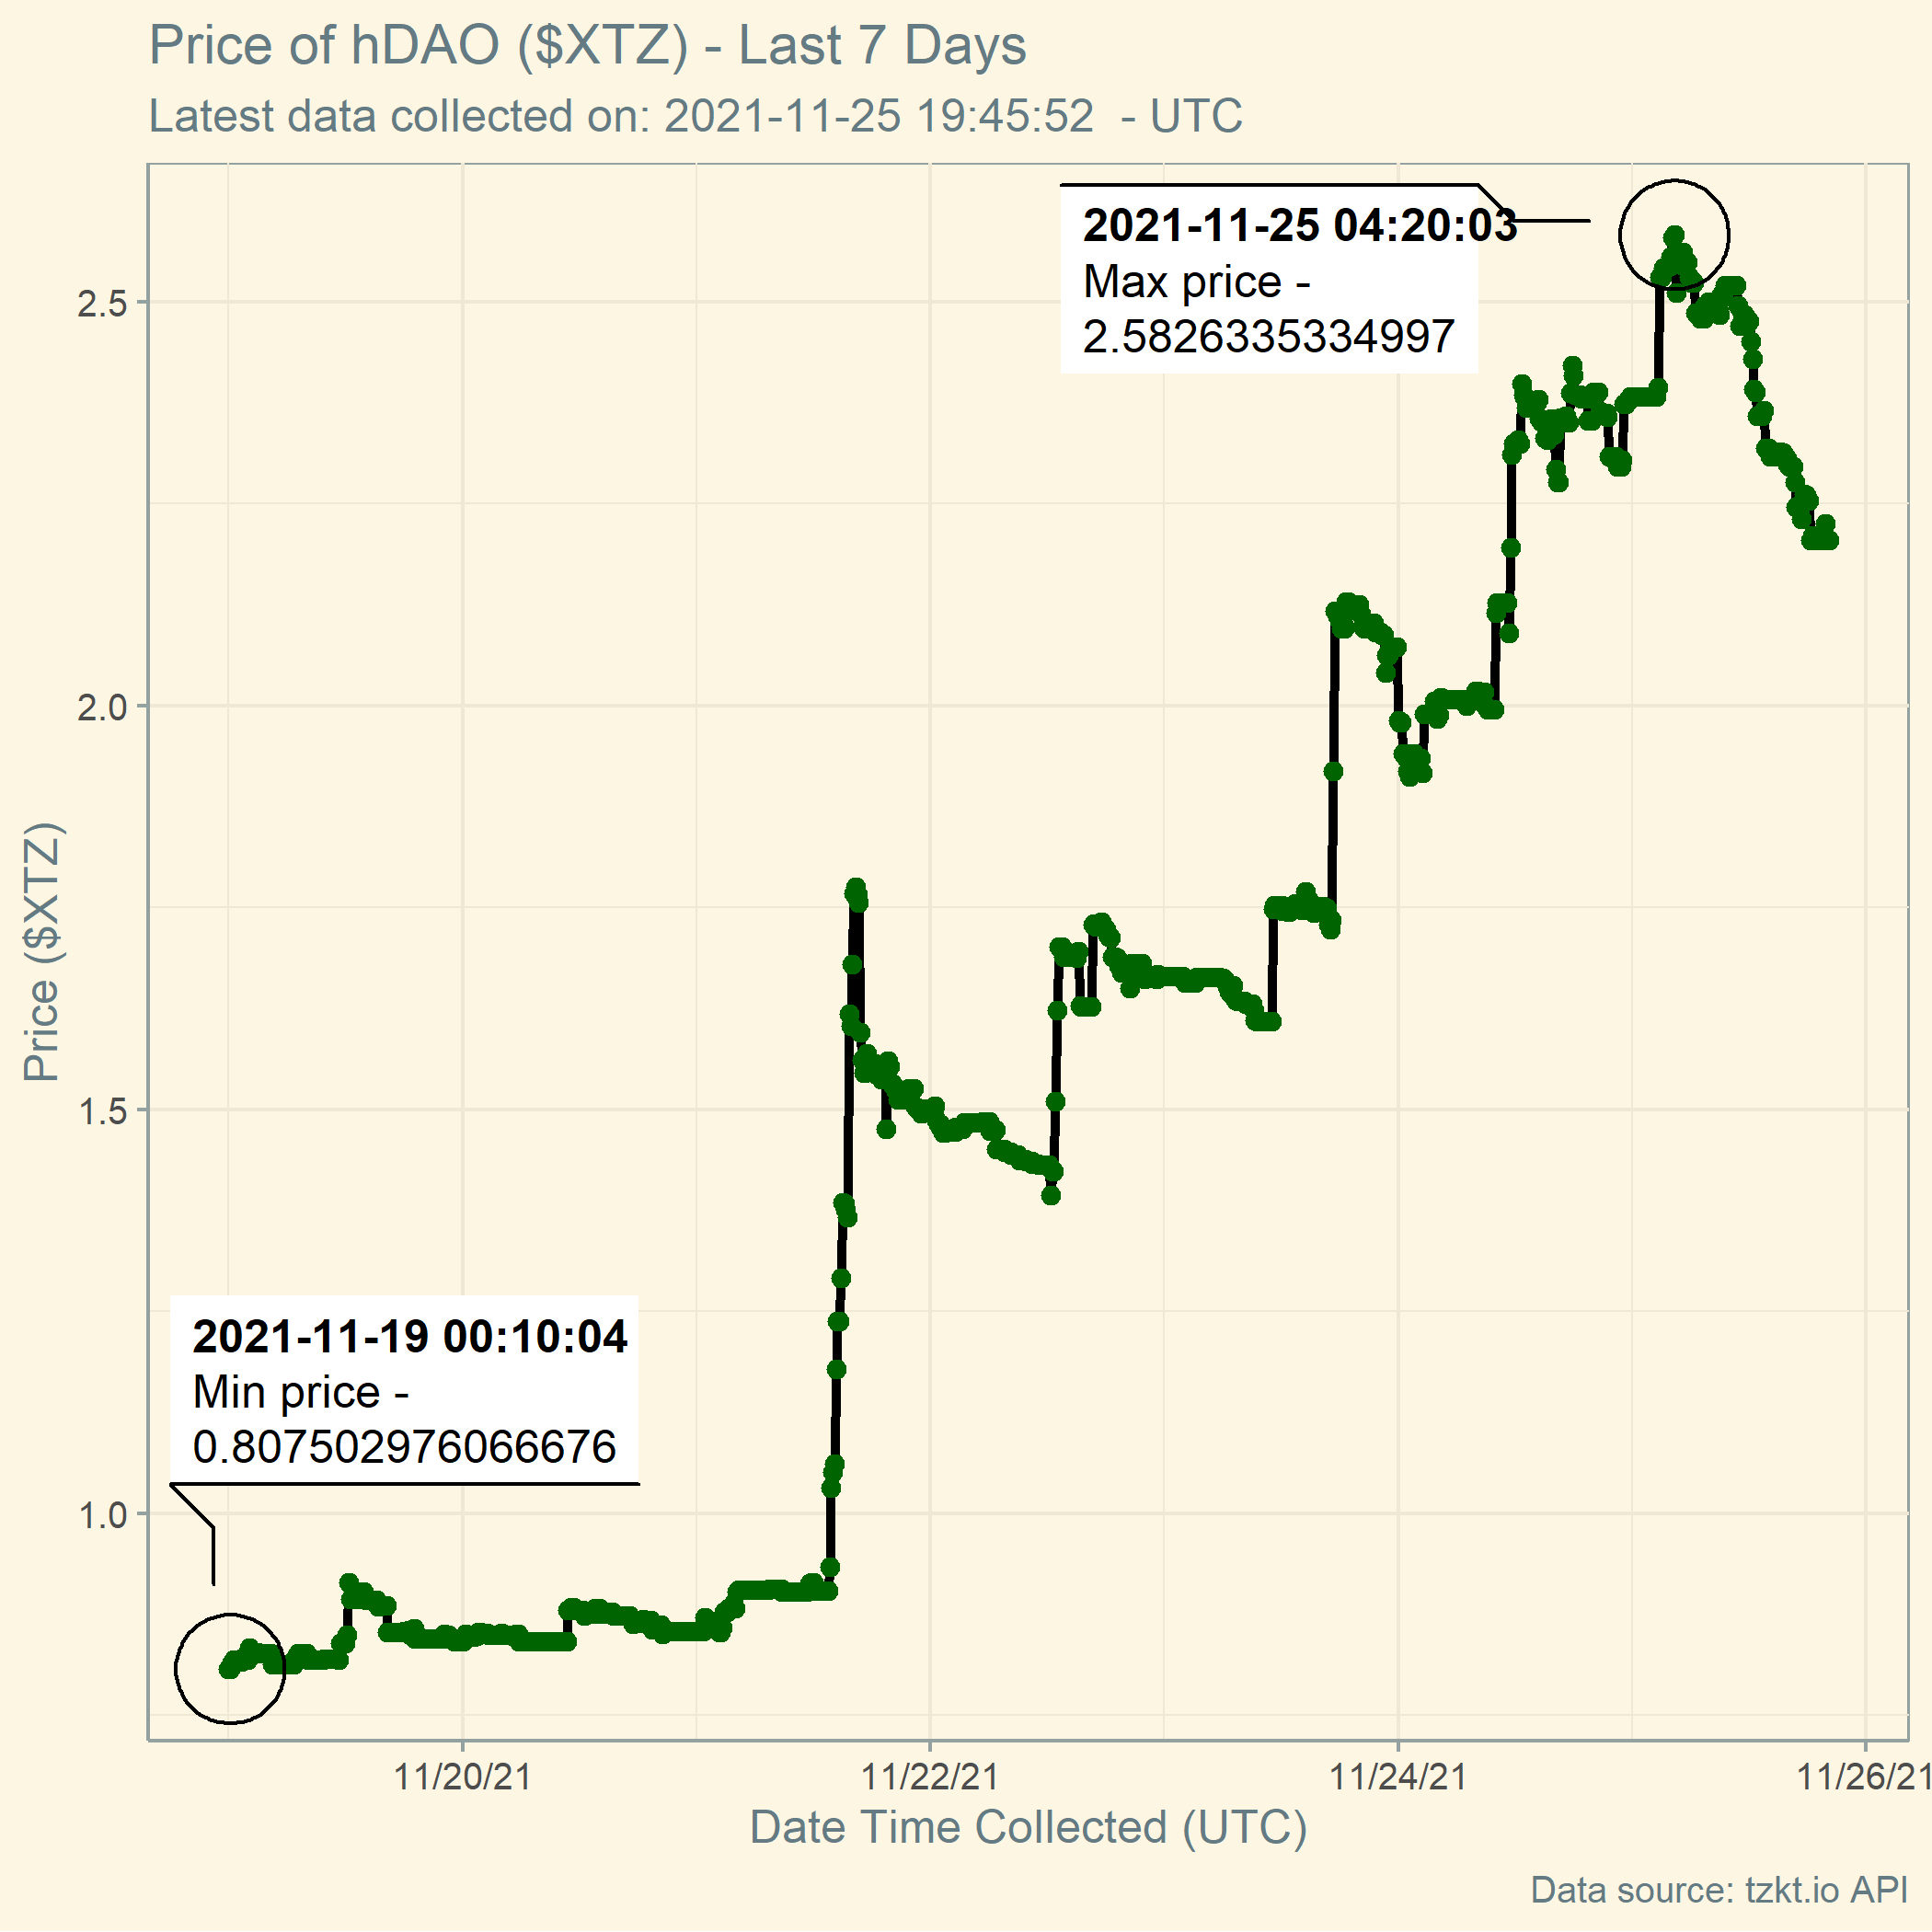 Price of hDAO ($XTZ) - Last 7 Days
Latest data collected on: 2021-11-25 19:45:52  - UTC
2021-11-25 04:20:03
Max price -
2.5826335334997
2.5
2.0
Price ($XTZ)
1.5
2021-11-19 00:10:04
Min price -
0.807502976066676
1.0
11/20/21
11/22/21
11/24/21
11/26/21
Date Time Collected (UTC)
Data source: tzkt.io API